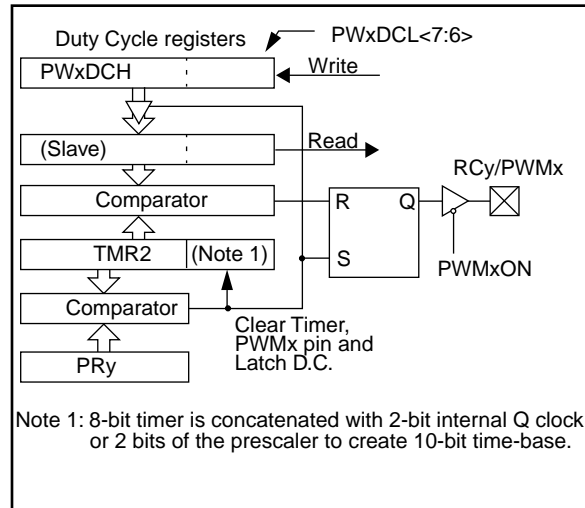 Duty Cycle registers
PWxDCL<7:6>
PWxDCH
Write
(Slave)
Read
RCy/PWMx
Comparator
R
Q
TMR2
(Note 1)
S
PWMxON
Comparator
Clear Timer,
PWMx pin and
Latch D.C.
PRy
Note 1: 8-bit timer is concatenated with 2-bit internal Q clock
or 2 bits of the prescaler to create 10-bit time-base.